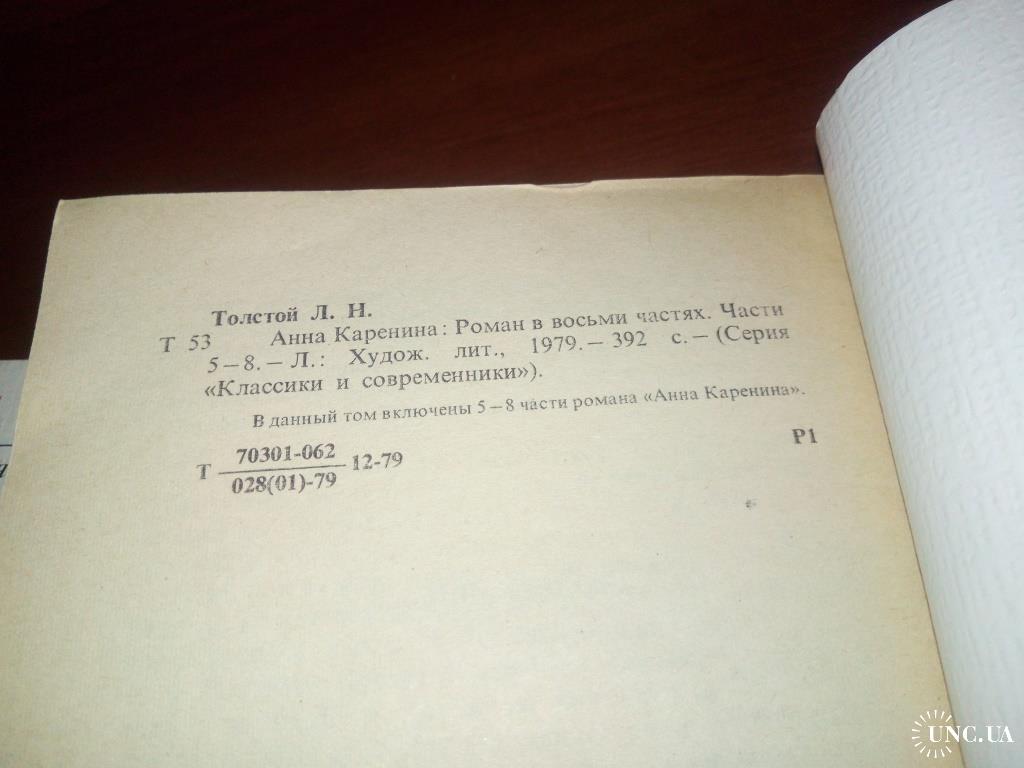 Толстой Л. Н.
Т 53 Анна Каренина: Роман в восьми частях. Части
5–8. – Л.: Худож. лит., 1979. – 392 с. – (Серия
«Классики и современники»).
В данный том включены 5–8 части романа «Анна Каренина».
Т 70301-062 12-79 Р1
028(01)-79
UNC.UA